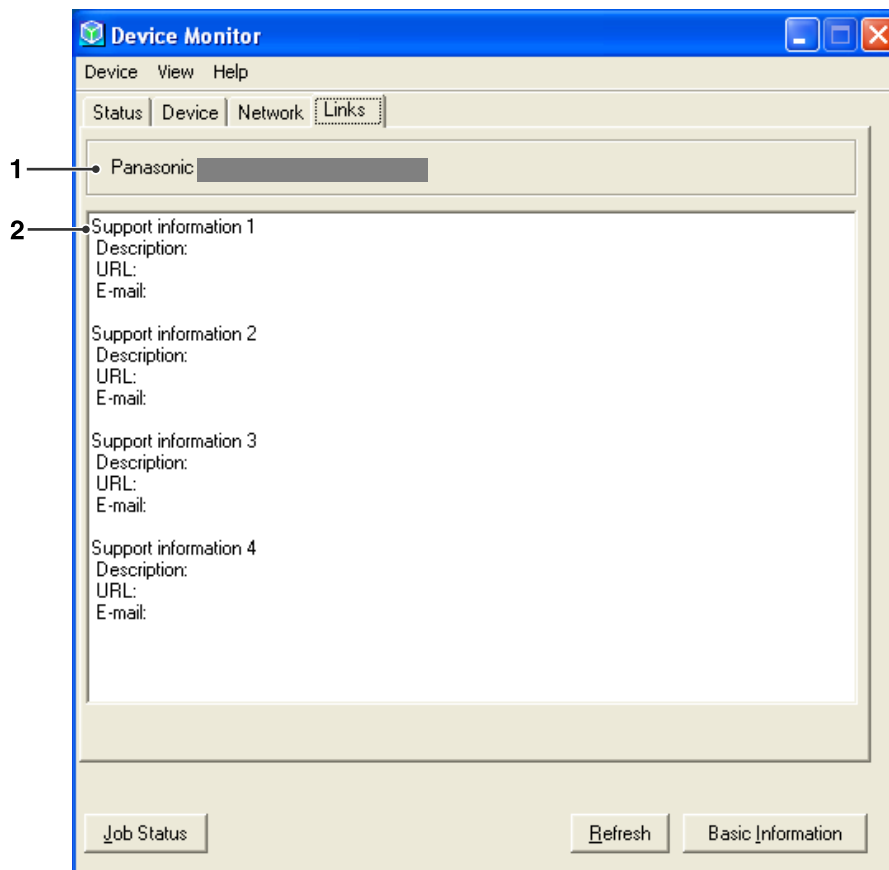 Device Monitor
Device View Help
Status Device Network Links
1 Panasonic
2 Support information 1
Description:
URL:
E-mail:
Support information 2
Description:
URL:
E-mail:
Support information 3
Description:
URL:
E-mail:
Support information 4
Description:
URL:
E-mail:
Job Status Refresh Basic Information